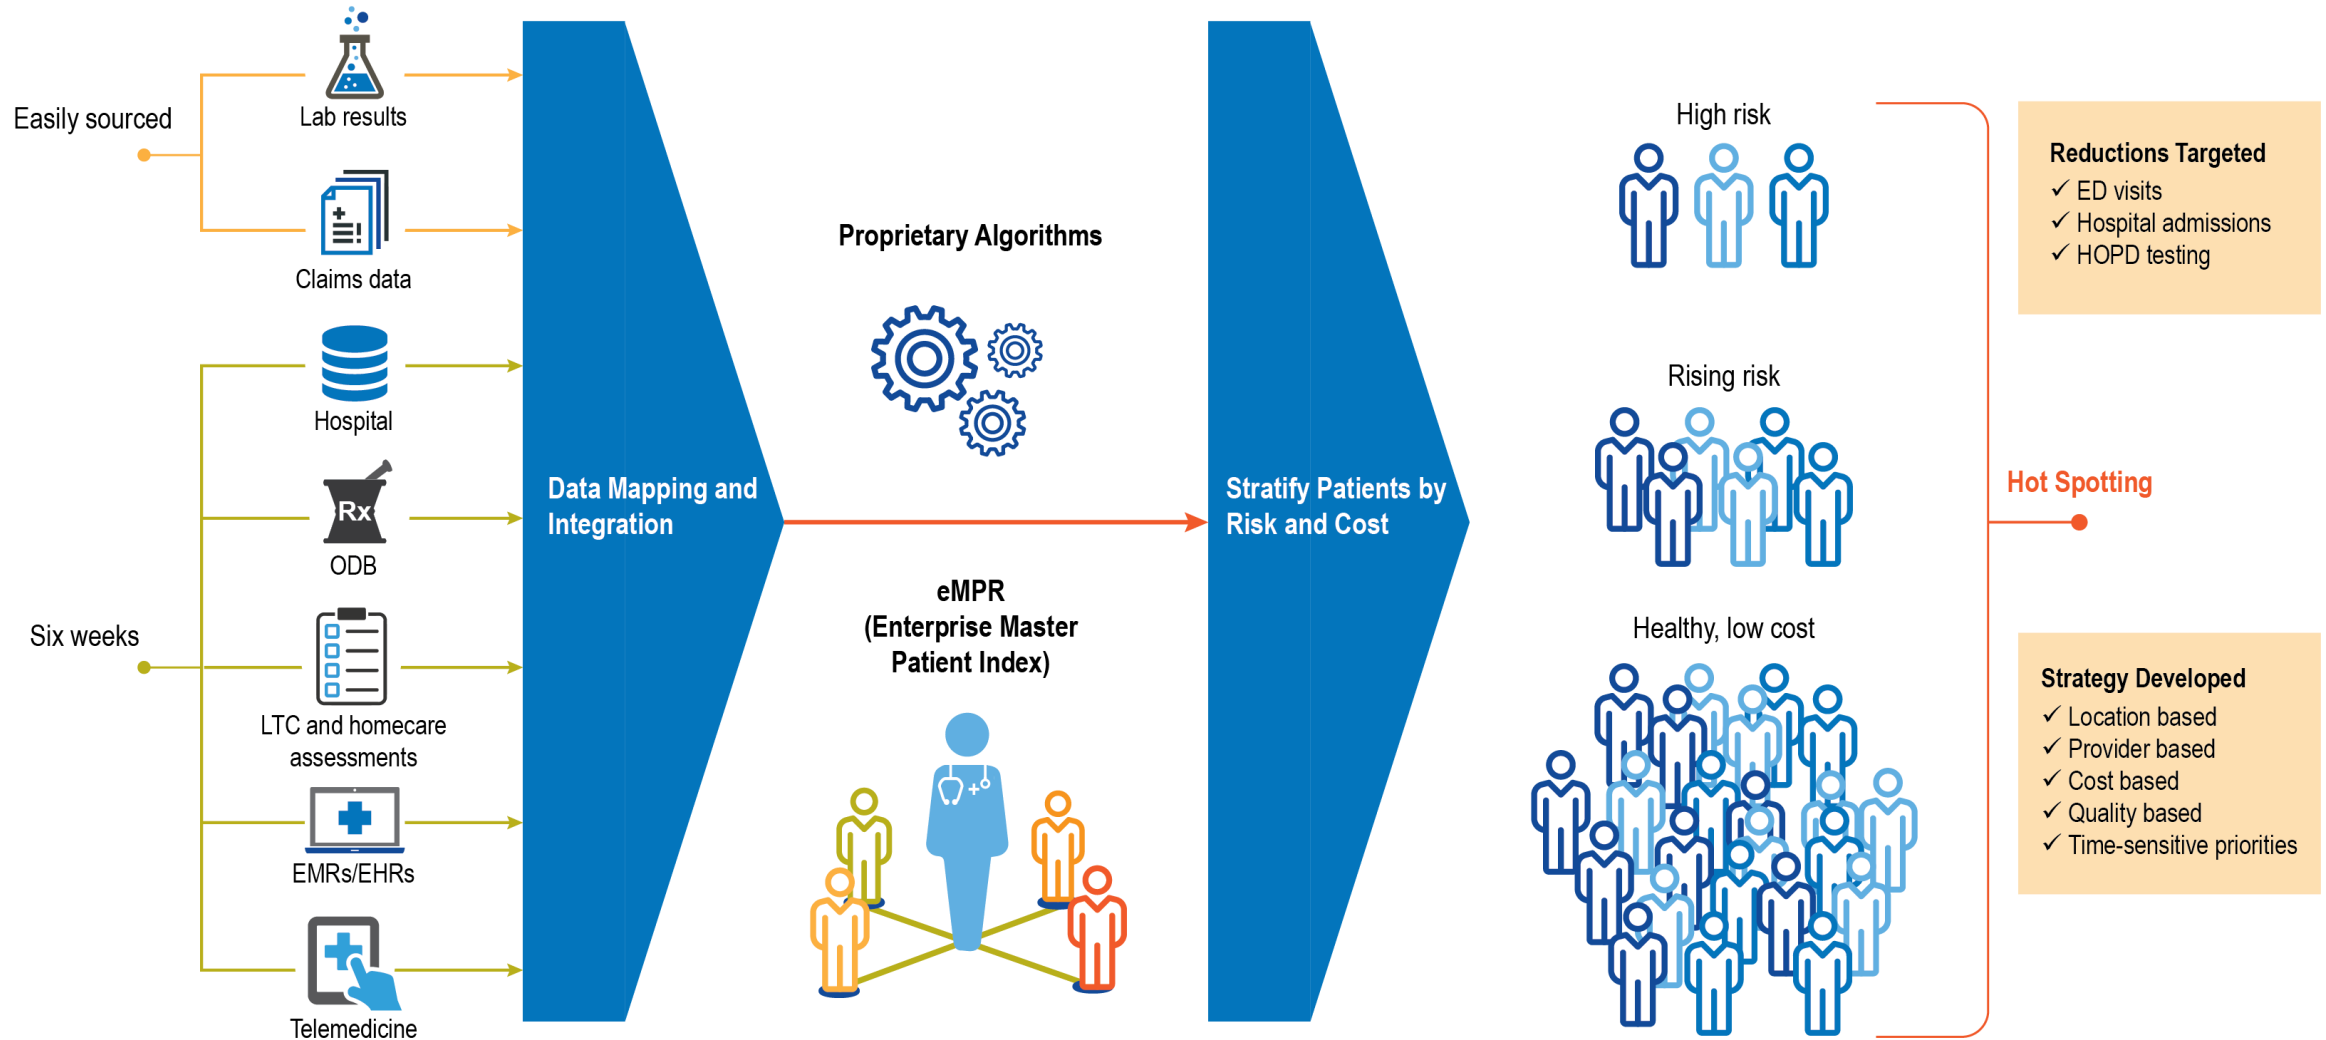 Easily sourced
Lab results
Claims data
Six weeks
Hospital
Rx
ODB
LTC and homecare
assessments
EMRs/EHRs
Telemedicine
Data Mapping and
Integration
Proprietary Algorithms
eMPR
(Enterprise Master
Patient Index)
Stratify Patients by
Risk and Cost
High risk
Rising risk
Healthy, low cost
Hot Spotting
Reductions Targeted
✓ ED visits
✓ Hospital admissions
✓ HOPD testing
Strategy Developed
✓ Location based
✓ Provider based
✓ Cost based
✓ Quality based
✓ Time-sensitive priorities